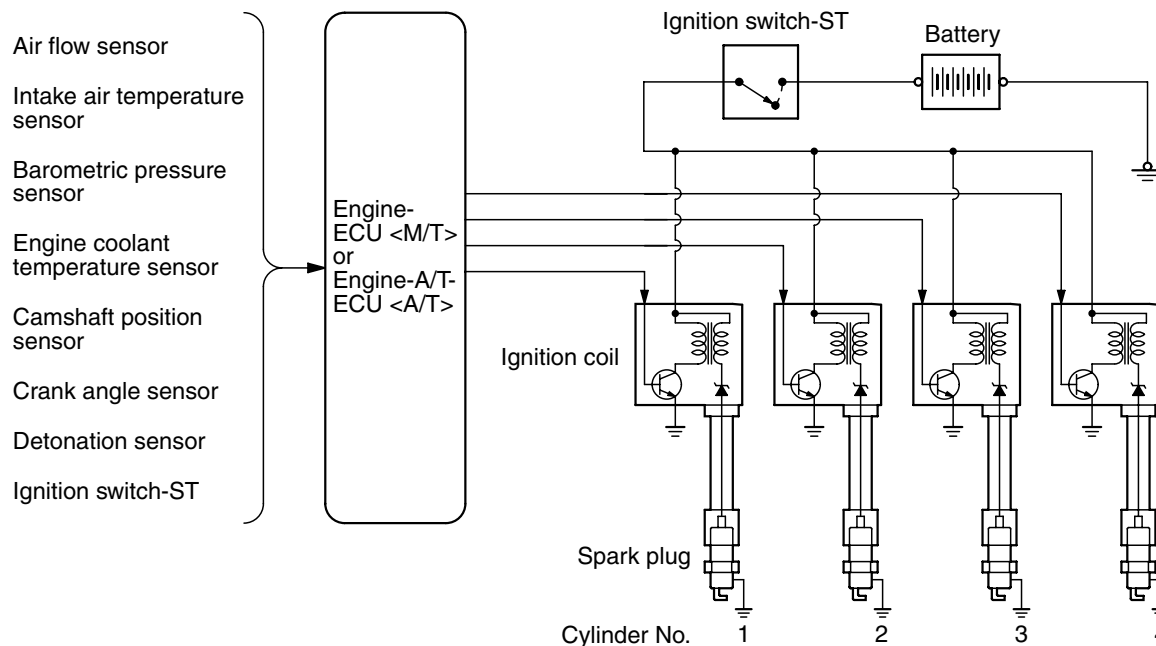 Air flow sensor
Intake air temperature
sensor
Barometric pressure
sensor
Engine coolant
temperature sensor
Camshaft position
sensor
Crank angle sensor
Detonation sensor
Ignition switch-ST
Engine-
ECU <M/T>
or
Engine-A/T-
ECU <A/T>
Ignition switch-ST
Battery
Ignition coil
Spark plug
Cylinder No. 1 2 3